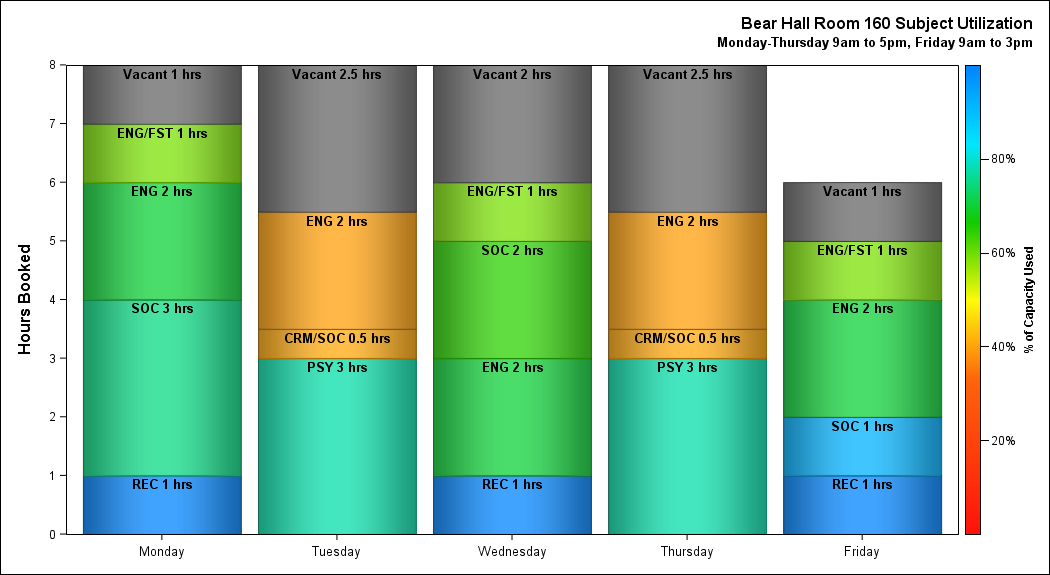 Bear Hall Room 160 Subject Utilization
Monday-Thursday 9am to 5pm, Friday 9am to 3pm
Hours Booked
8
7
6
5
4
3
2
1
0
Vacant 1 hrs
ENG/FST 1 hrs
ENG 2 hrs
SOC 3 hrs
REC 1 hrs
Monday
Vacant 2.5 hrs
ENG 2 hrs
CRM/SOC 0.5 hrs
PSY 3 hrs
Tuesday
Vacant 2 hrs
ENG/FST 1 hrs
SOC 2 hrs
ENG 2 hrs
REC 1 hrs
Wednesday
Vacant 2.5 hrs
ENG 2 hrs
CRM/SOC 0.5 hrs
PSY 3 hrs
Thursday
Vacant 1 hrs
ENG/FST 1 hrs
ENG 2 hrs
SOC 1 hrs
REC 1 hrs
Friday
80%
60%
40%
20%
% of Capacity Used